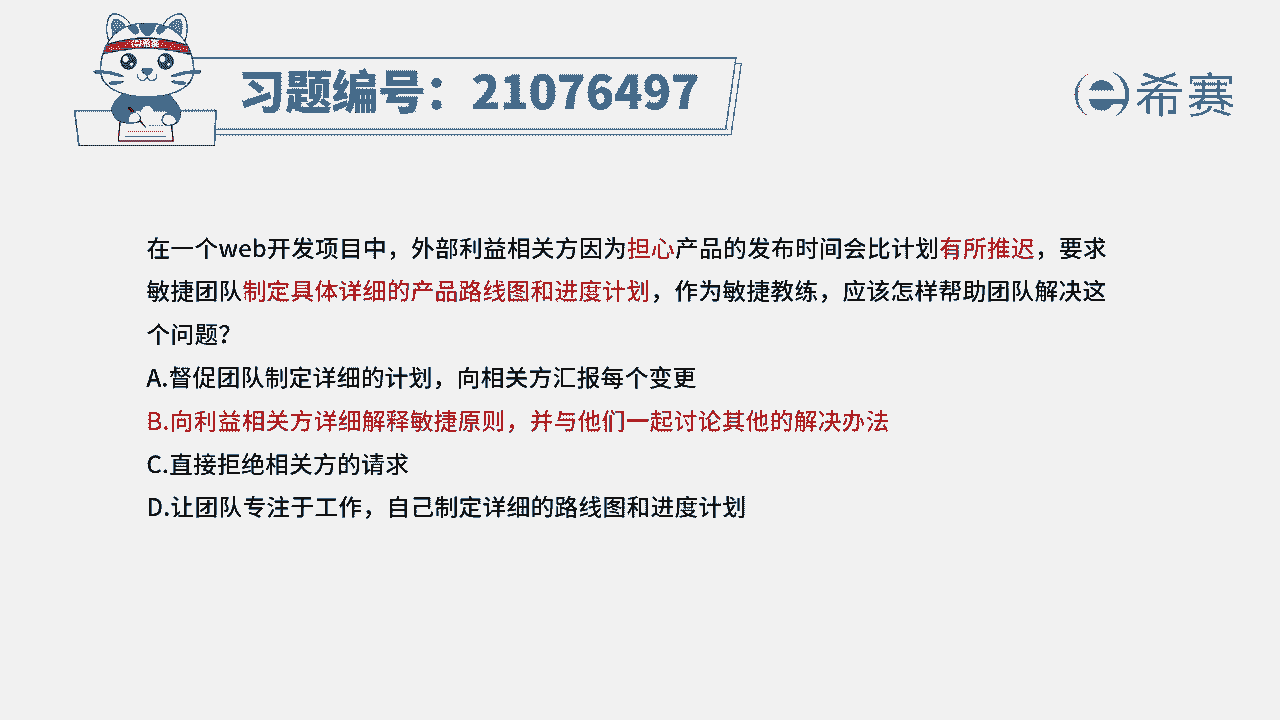 习题编号：21076497
希赛
在一个web开发项目中，外部利益相关方因为担心产品的发布时间会比计划有所推迟，要求
敏捷团队制定具体详细的产品路线图和进度计划，作为敏捷教练，应该怎样帮助团队解决这
个问题？
A.督促团队制定详细的计划，向相关方汇报每个变更
B.向利益相关方详细解释敏捷原则，并与他们一起讨论其他的解决办法
C.直接拒绝相关方的请求
D.让团队专注于工作，自己制定详细的路线图和进度计划